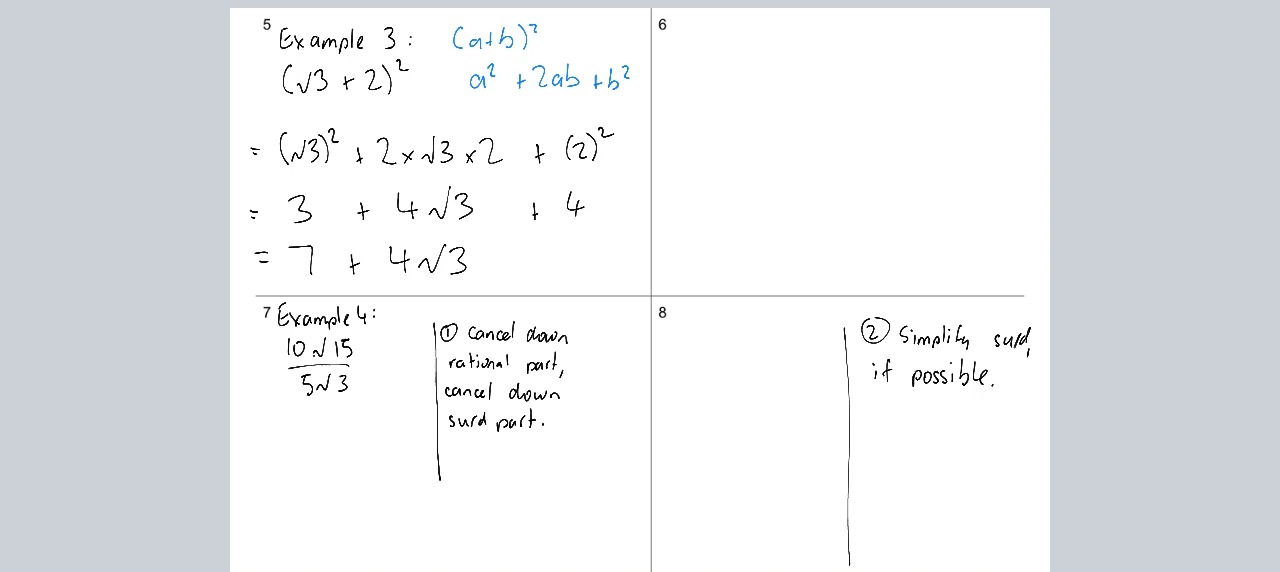 5
Example 3: (a+b)²
(√3 + 2)² a² + 2ab + b²
= (√3)² + 2×√3×2 + (2)²
= 3 + 4√3 + 4
= 7 + 4√3
6
7
Example 4:
10√15
5√3
① Cancel down
rational part,
cancel down
surd part.
8
② Simplify surd,
if possible.